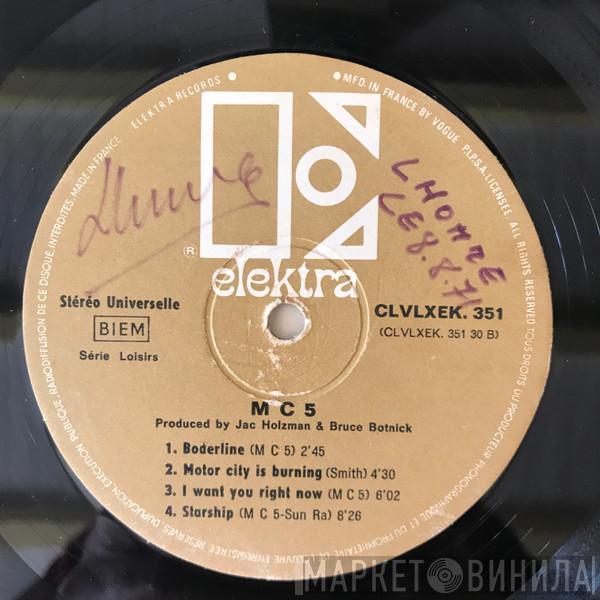 ELEKTRA RECORDS
MFD. IN FRANCE BY VOGUE P.I.P.S.A. LICENSEE. ALL RIGHTS RESERVED TOUS DROITS DU PRODUCTEUR PHONOGRAPHIQUE ET DU PROPRIETAIRE DE L'ŒUVRE ENREGISTREE RESERVES. DUPLICATION, EXECUTION PUBLIQUE, RADIODIFFUSION DE CE DISQUE INTERDITES. MADE IN FRANCE
LHOMME
LE 8.8.71
®
elektra
Stéréo Universelle
BIEM
Série Loisirs
CLVLXEK. 351
(CLVLXEK. 351 30 B)
M C 5
Produced by Jac Holzman & Bruce Botnick
1. Boderline (M C 5) 2'45
2. Motor city is burning (Smith) 4'30
3. I want you right now (M C 5) 6'02
4. Starship (M C 5-Sun Ra) 8'26
МАРКЕТ ВИНИЛА